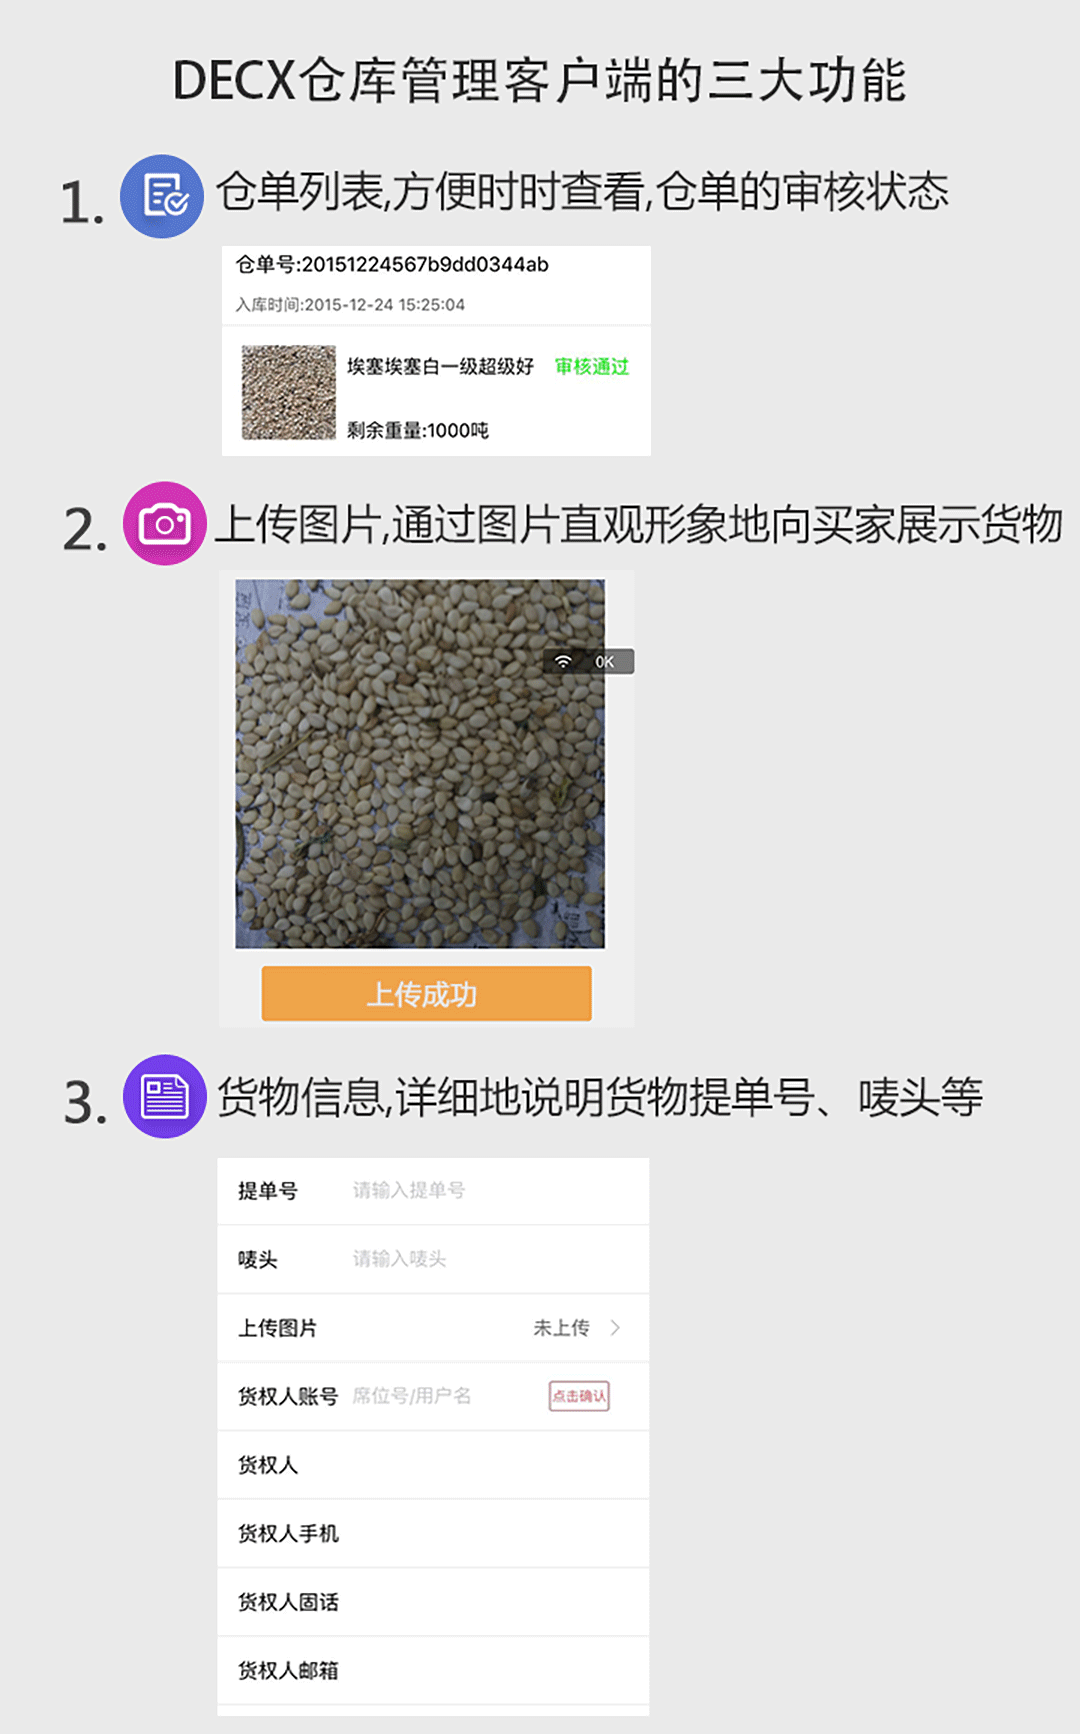 DECX仓库管理客户端的三大功能
1. 仓单列表,方便时时查看,仓单的审核状态
仓单号:20151224567b9dd0344ab
入库时间:2015-12-24 15:25:04
埃塞埃塞白一级超级好 审核通过
剩余重量:1000吨
2. 上传图片,通过图片直观形象地向买家展示货物
0K
上传成功
3. 货物信息,详细地说明货物提单号、唛头等
提单号 请输入提单号
唛头 请输入唛头
上传图片 未上传
货权人账号 席位号/用户名 点击确认
货权人
货权人手机
货权人固话
货权人邮箱